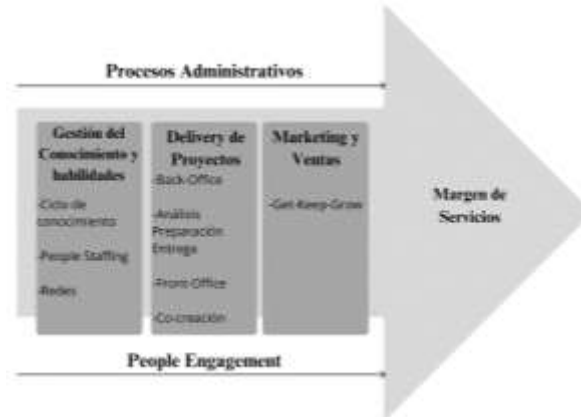 Procesos Administrativos
Gestión del
Conocimiento y
habilidades
-Ciclo de
conocimiento
-People Staffing
-Redes
Delivery de
Proyectos
-Back-Office
-Análisis
Preparación
Entrega
-Front-Office
-Co-creación
Marketing y
Ventas
-Get-Keep-Grow
Margen de
Servicios
People Engagement